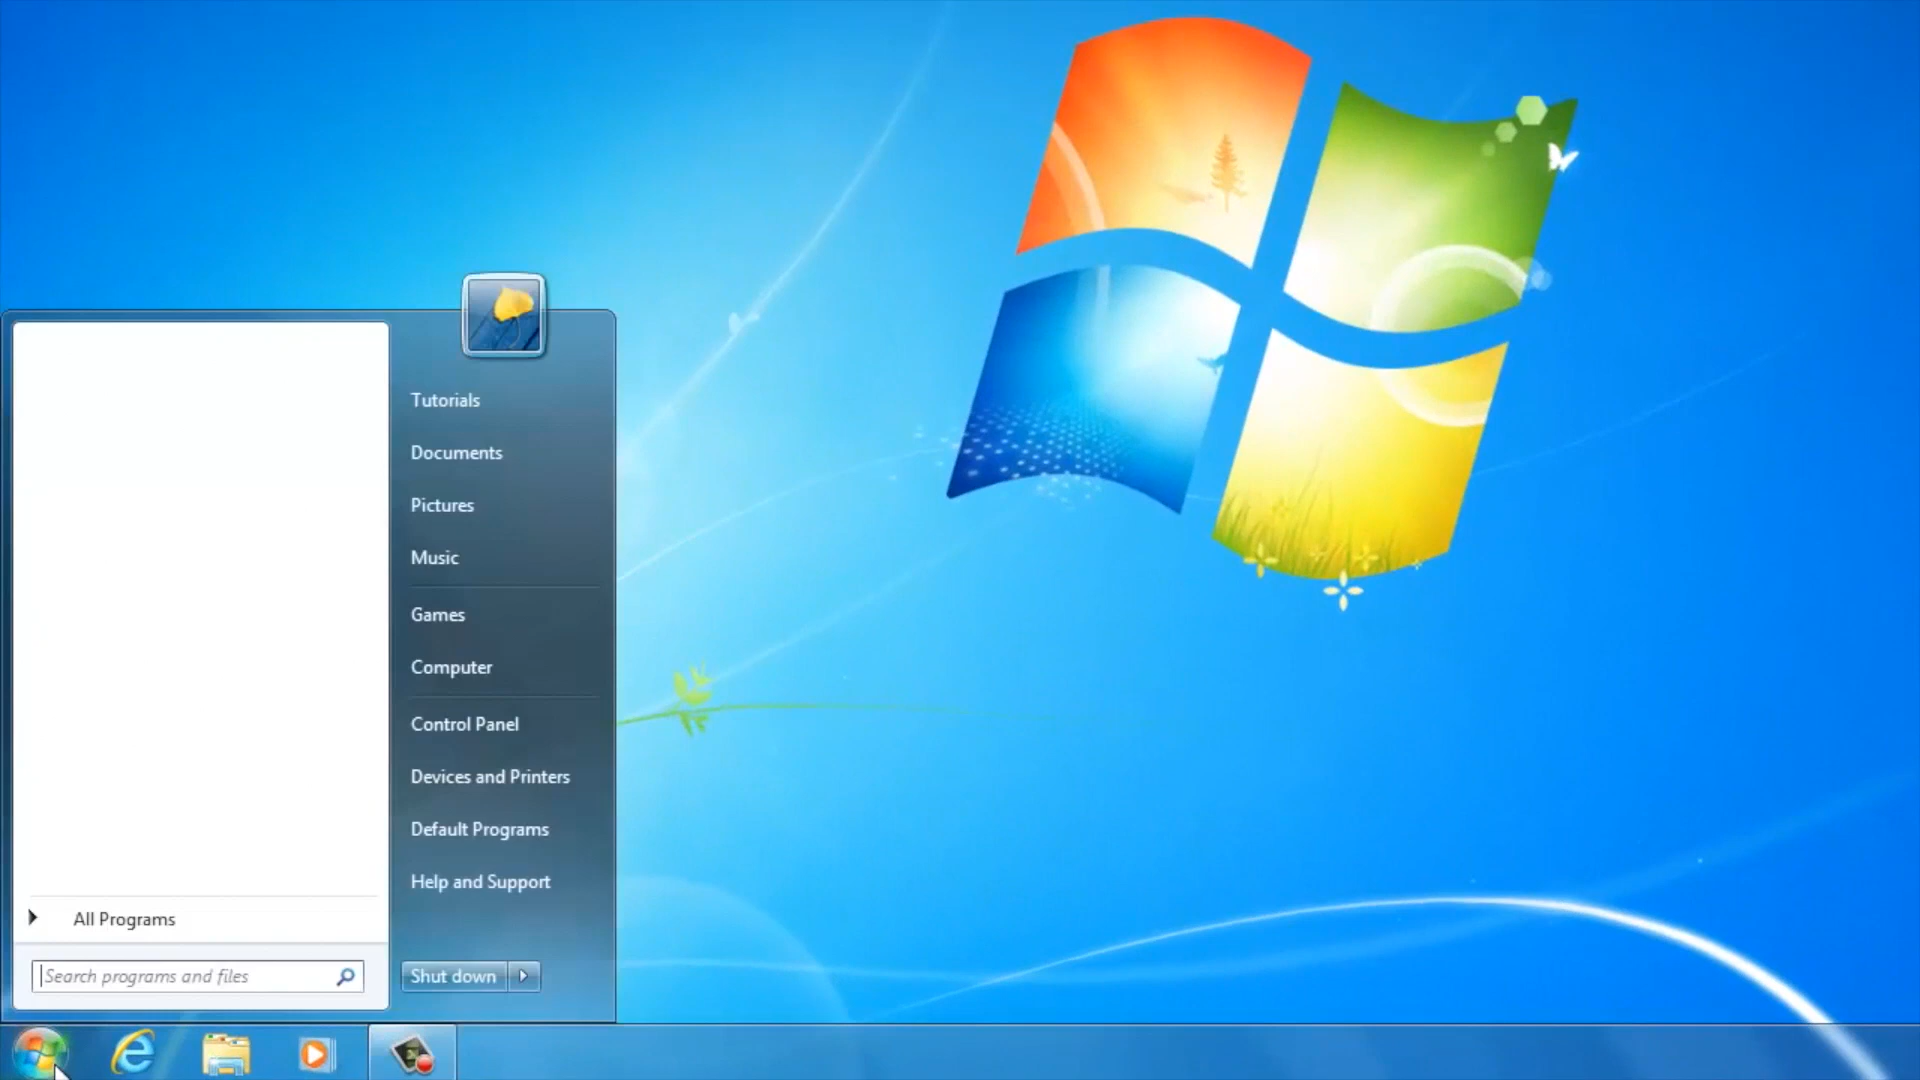 Tutorials
Documents
Pictures
Music
Games
Computer
Control Panel
Devices and Printers
Default Programs
Help and Support
All Programs
Search programs and files
Shut down